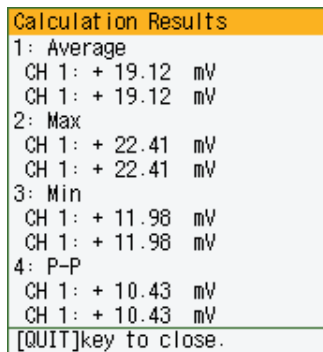 Calculation Results
1: Average
CH 1: + 19.12 mV
CH 1: + 19.12 mV
2: Max
CH 1: + 22.41 mV
CH 1: + 22.41 mV
3: Min
CH 1: + 11.98 mV
CH 1: + 11.98 mV
4: P-P
CH 1: + 10.43 mV
CH 1: + 10.43 mV
[QUIT]key to close.